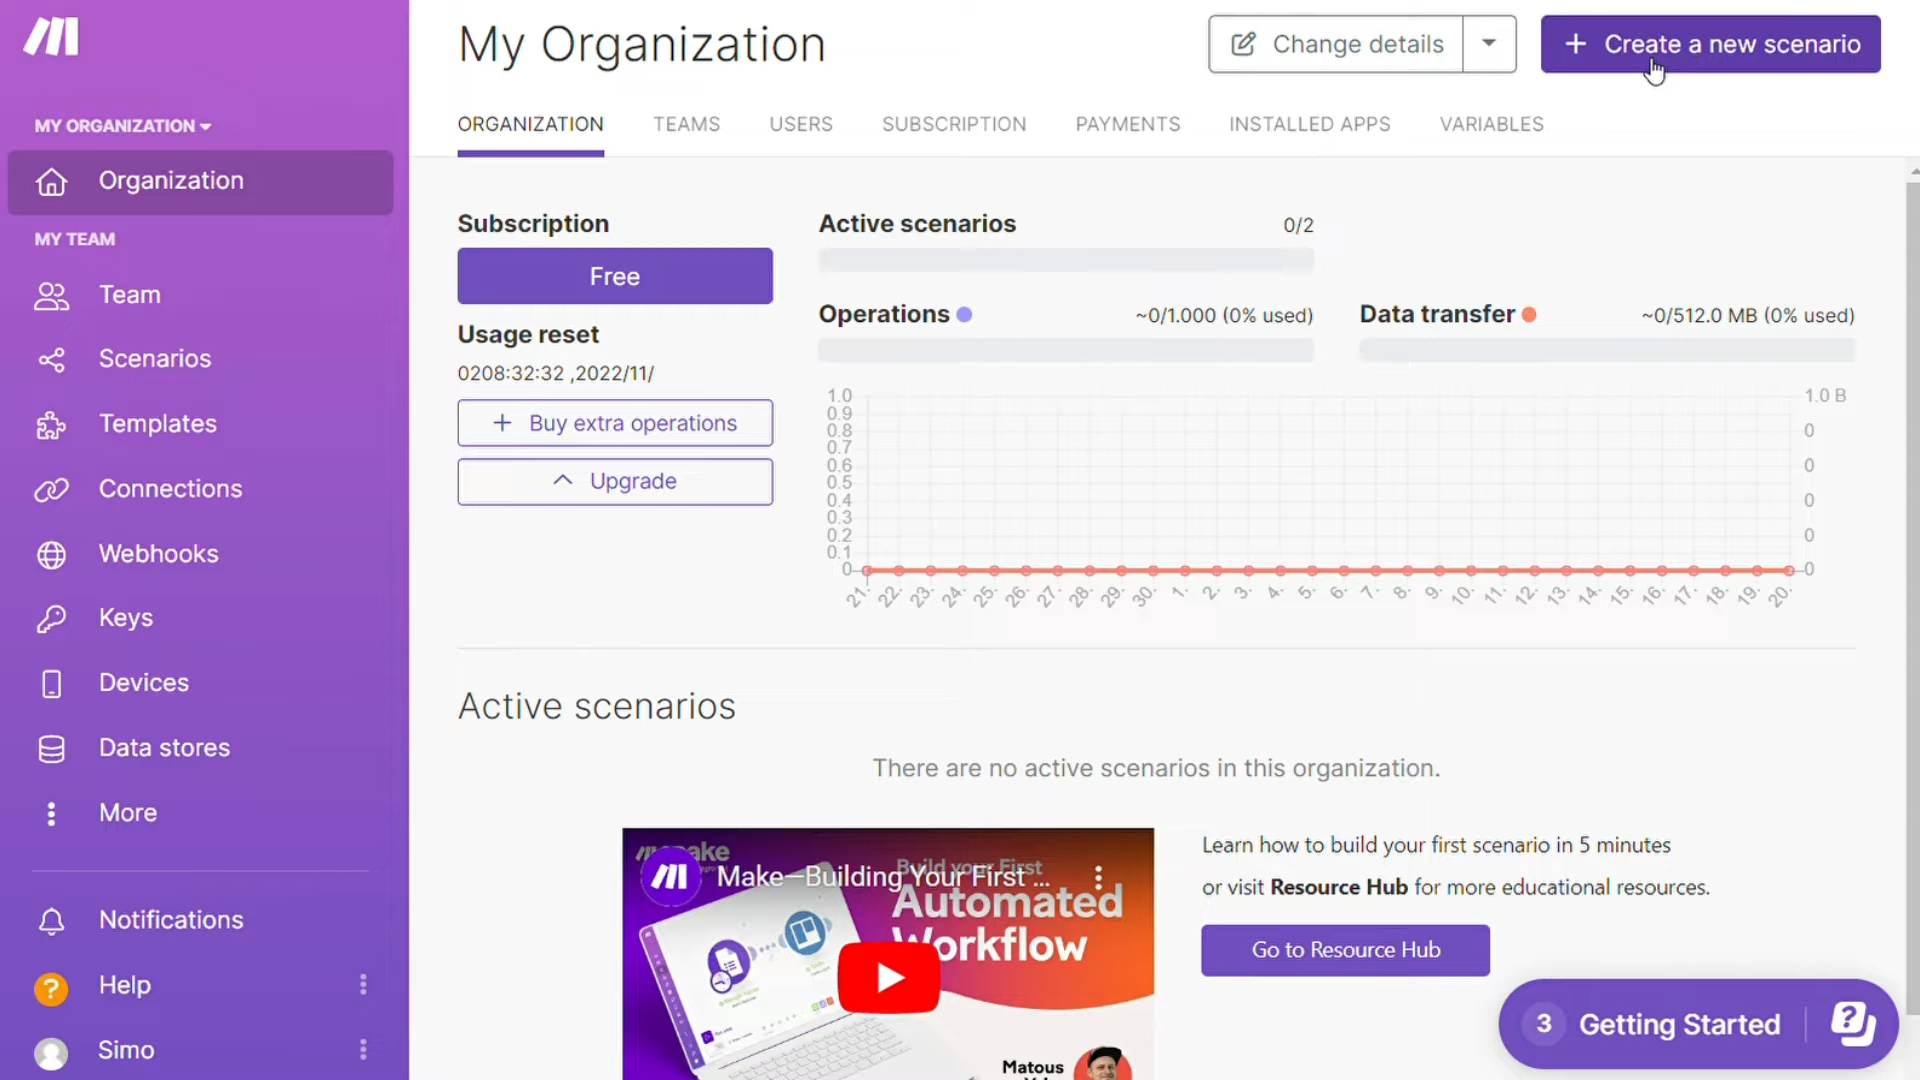 My Organization
Change details
+ Create a new scenario
MY ORGANIZATION
ORGANIZATION
TEAMS
USERS
SUBSCRIPTION
PAYMENTS
INSTALLED APPS
VARIABLES
Organization
MY TEAM
Team
Scenarios
Templates
Connections
Webhooks
Keys
Devices
Data stores
More
Notifications
Help
Simo
Subscription
Free
Usage reset
0208:32:32 ,2022/11/
+ Buy extra operations
Upgrade
Active scenarios
0/2
Operations
~0/1.000 (0% used)
Data transfer
~0/512.0 MB (0% used)
1.0
0.9
0.8
0.7
0.6
0.5
0.4
0.3
0.2
0.1
0
1.0 B
0
0
0
0
0
21. 22. 23. 24. 25. 26. 27. 28. 29. 30. 1. 2. 3. 4. 5. 6. 7. 8. 9. 10. 11. 12. 13. 14. 15. 16. 17. 18. 19. 20.
Active scenarios
There are no active scenarios in this organization.
make
Make—Building Your First ...
Build your First
Automated
Workflow
Matous
Learn how to build your first scenario in 5 minutes
or visit Resource Hub for more educational resources.
Go to Resource Hub
3 Getting Started